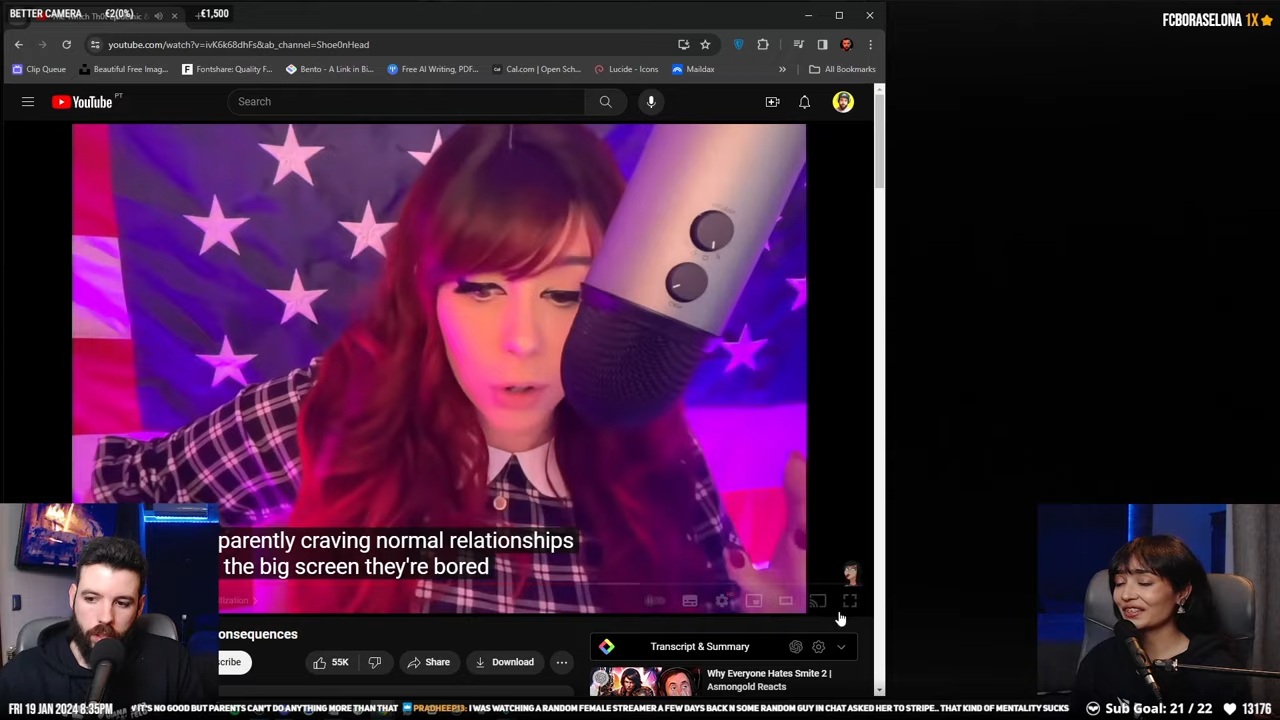 BETTER CAMERA €2(0%) €1,500
FCBORASELONA 1X
youtube.com/watch?v=ivK6k68dhFs&ab_channel=Shoe0nHead
Clip Queue Beautiful Free Imag... Fontshare: Quality F... Bento - A Link in Bi... Free AI Writing, PDF... Cal.com | Open Sch... Lucide - Icons Maildax » All Bookmarks
YouTube PT Search
parently craving normal relationships
the big screen they're bored
onsequences
Transcript & Summary
cribe 55K Share Download ...
Why Everyone Hates Smite 2 |
Asmongold Reacts
FRI 19 JAN 2024 8:35PM V IT'S NO GOOD BUT PARENTS CAN'T DO ANYTHING MORE THAN THAT PRADHEEP13: I WAS WATCHING A RANDOM FEMALE STREAMER A FEW DAYS BACK N SOME RANDOM GUY IN CHAT ASKED HER TO STRIPE.. THAT KIND OF MENTALITY SUCKS Sub Goal: 21 / 22 13176